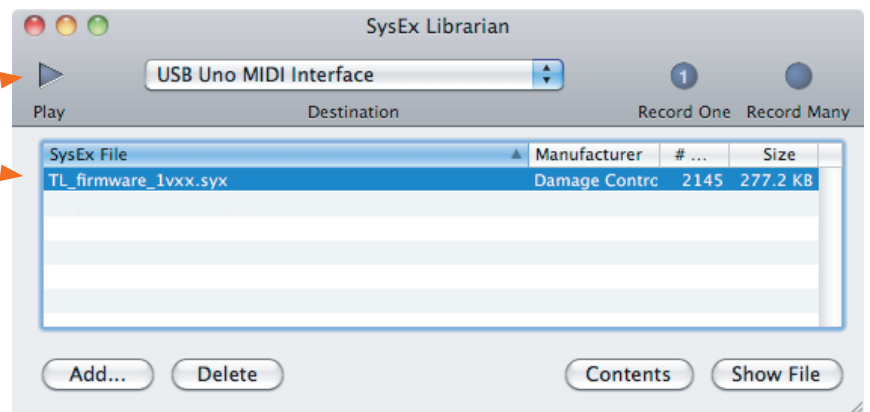 SysEx Librarian
USB Uno MIDI Interface
1
Play Destination Record One Record Many
SysEx File Manufacturer # ... Size
TL_firmware_1vxx.syx Damage Contrc 2145 277.2 KB
Add... Delete Contents Show File